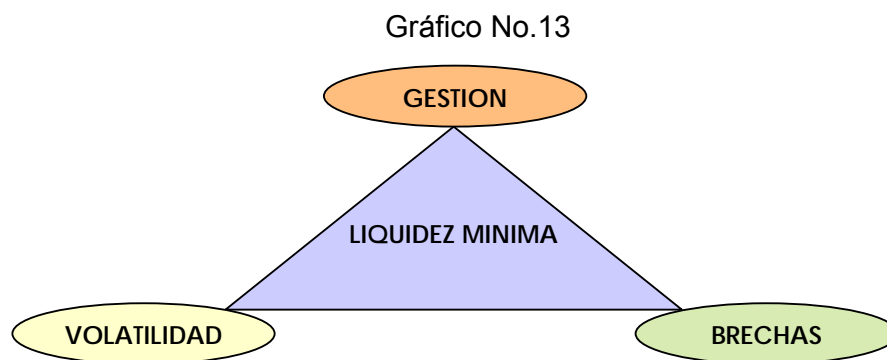 Gráfico No.13
GESTION
LIQUIDEZ MINIMA
VOLATILIDAD
BRECHAS